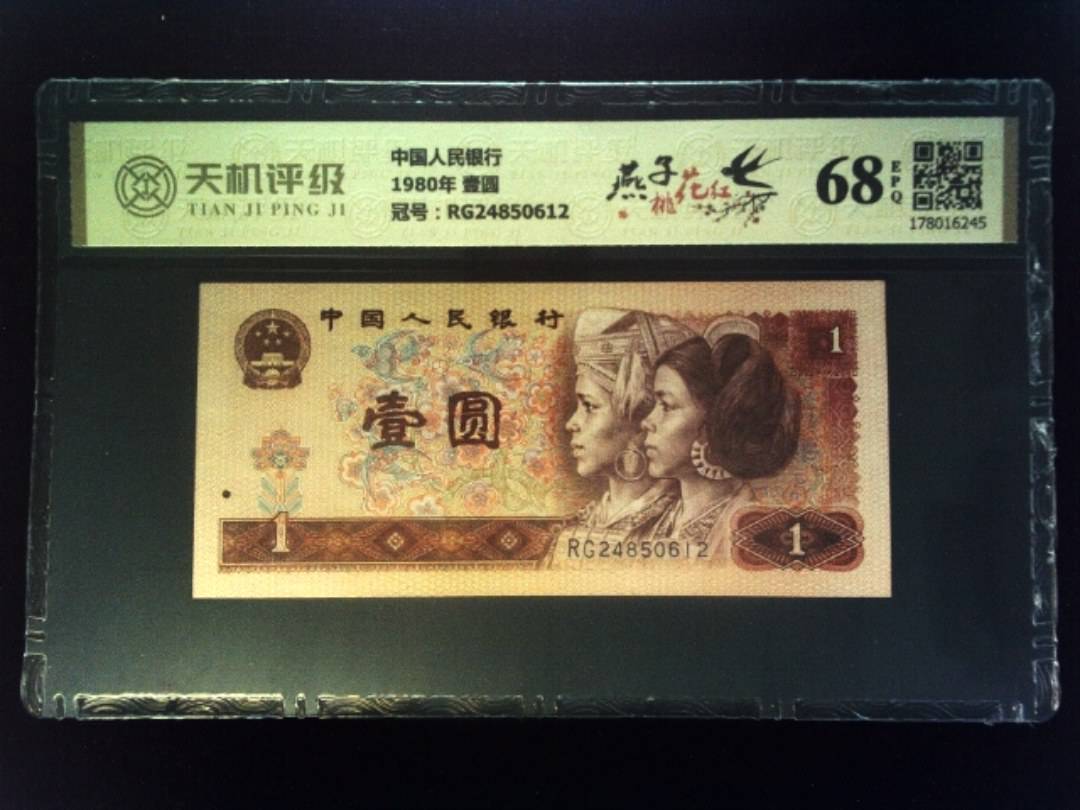 天机评级
TIAN JI PING JI
中国人民银行
1980年 壹圆
冠号：RG24850612
燕子
桃花红
68
EPQ
178016245
中国人民银行
1
壹圆
1
RG24850612
1